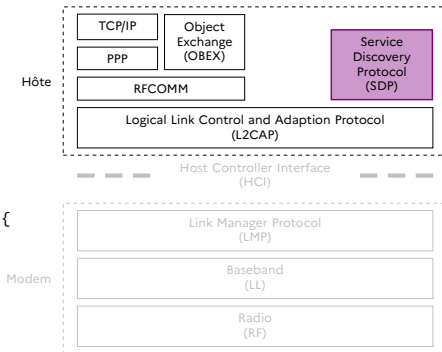 TCP/IP
Object
Exchange
(OBEX)
PPP
RFCOMM
Service
Discovery
Protocol
(SDP)
Hôte
Logical Link Control and Adaption Protocol
(L2CAP)
Host Controller Interface
(HCI)
{
Link Manager Protocol
(LMP)
Modem
Baseband
(LL)
Radio
(RF)